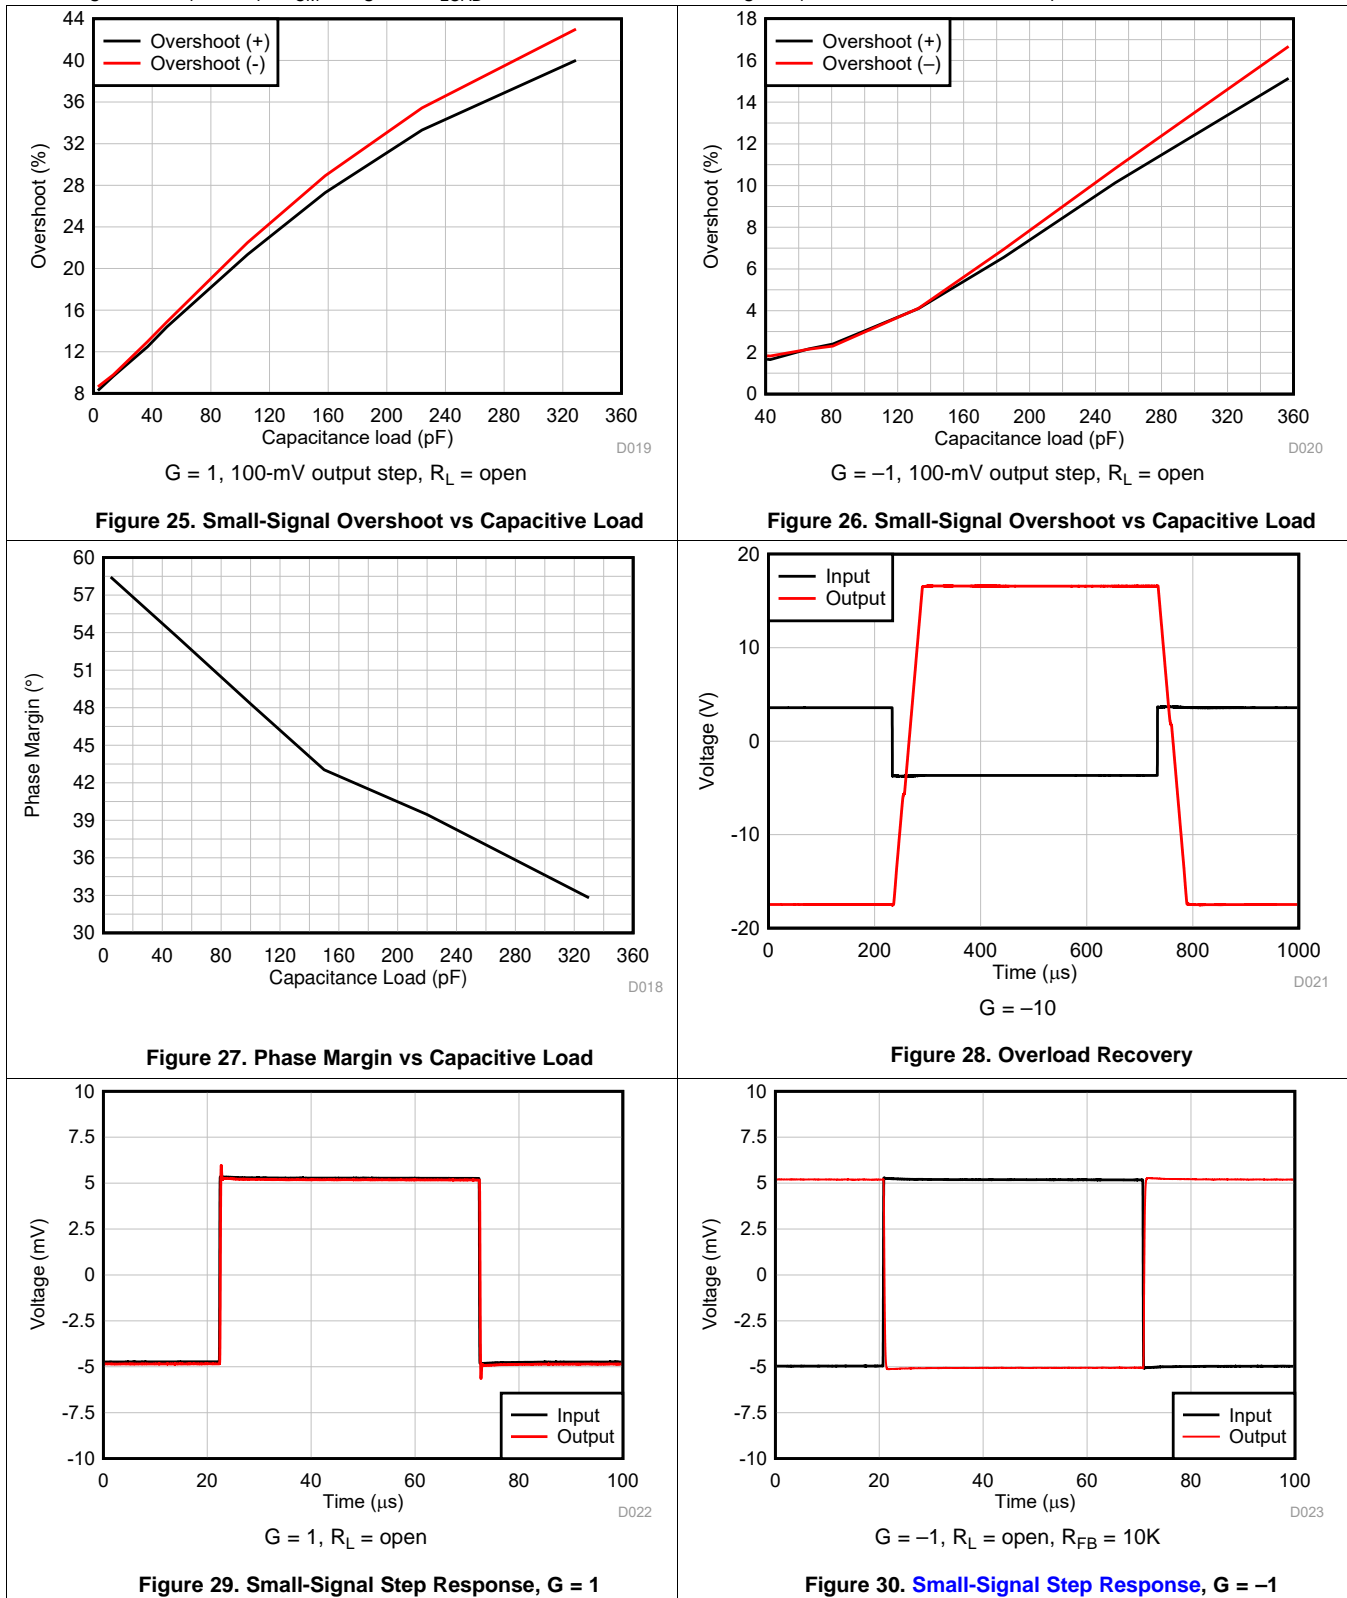 44
40
36
32
28
24
20
16
12
8
Overshoot (%)
Overshoot (+)
Overshoot (-)
0 40 80 120 160 200 240 280 320 360
Capacitance load (pF)
D019
G = 1, 100-mV output step, RL = open
Figure 25. Small-Signal Overshoot vs Capacitive Load
18
16
14
12
10
8
6
4
2
0
Overshoot (%)
Overshoot (+)
Overshoot (–)
40 80 120 160 200 240 280 320 360
Capacitance load (pF)
D020
G = –1, 100-mV output step, RL = open
Figure 26. Small-Signal Overshoot vs Capacitive Load
60
57
54
51
48
45
42
39
36
33
30
Phase Margin (°)
0 40 80 120 160 200 240 280 320 360
Capacitance Load (pF)
D018
Figure 27. Phase Margin vs Capacitive Load
20
10
0
-10
-20
Voltage (V)
Input
Output
0 200 400 600 800 1000
Time (μs)
D021
G = –10
Figure 28. Overload Recovery
10
7.5
5
2.5
0
-2.5
-5
-7.5
-10
Voltage (mV)
Input
Output
0 20 40 60 80 100
Time (μs)
D022
G = 1, RL = open
Figure 29. Small-Signal Step Response, G = 1
10
7.5
5
2.5
0
-2.5
-5
-7.5
-10
Voltage (mV)
Input
Output
0 20 40 60 80 100
Time (μs)
D023
G = –1, RL = open, RFB = 10K
Figure 30. Small-Signal Step Response, G = –1